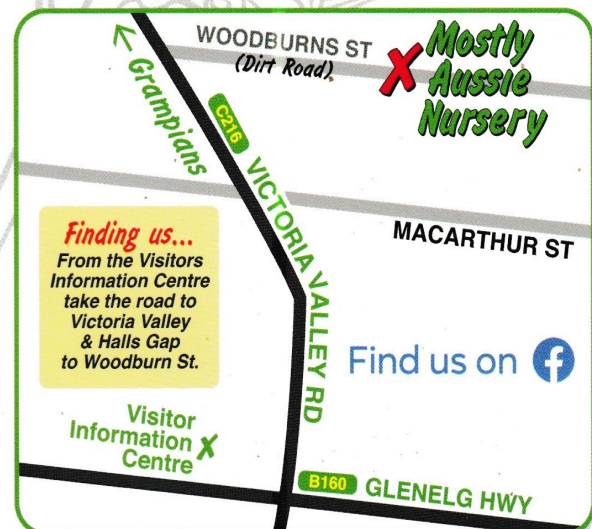 WOODBURNS ST
(Dirt Road)
Mostly
Aussie
Nursery
Grampians
C216
VICTORIA VALLEY RD
MACARTHUR ST
Finding us...
From the Visitors
Information Centre
take the road to
Victoria Valley
& Halls Gap
to Woodburn St.
Find us on
Visitor
Information
Centre
B160
GLENELG HWY